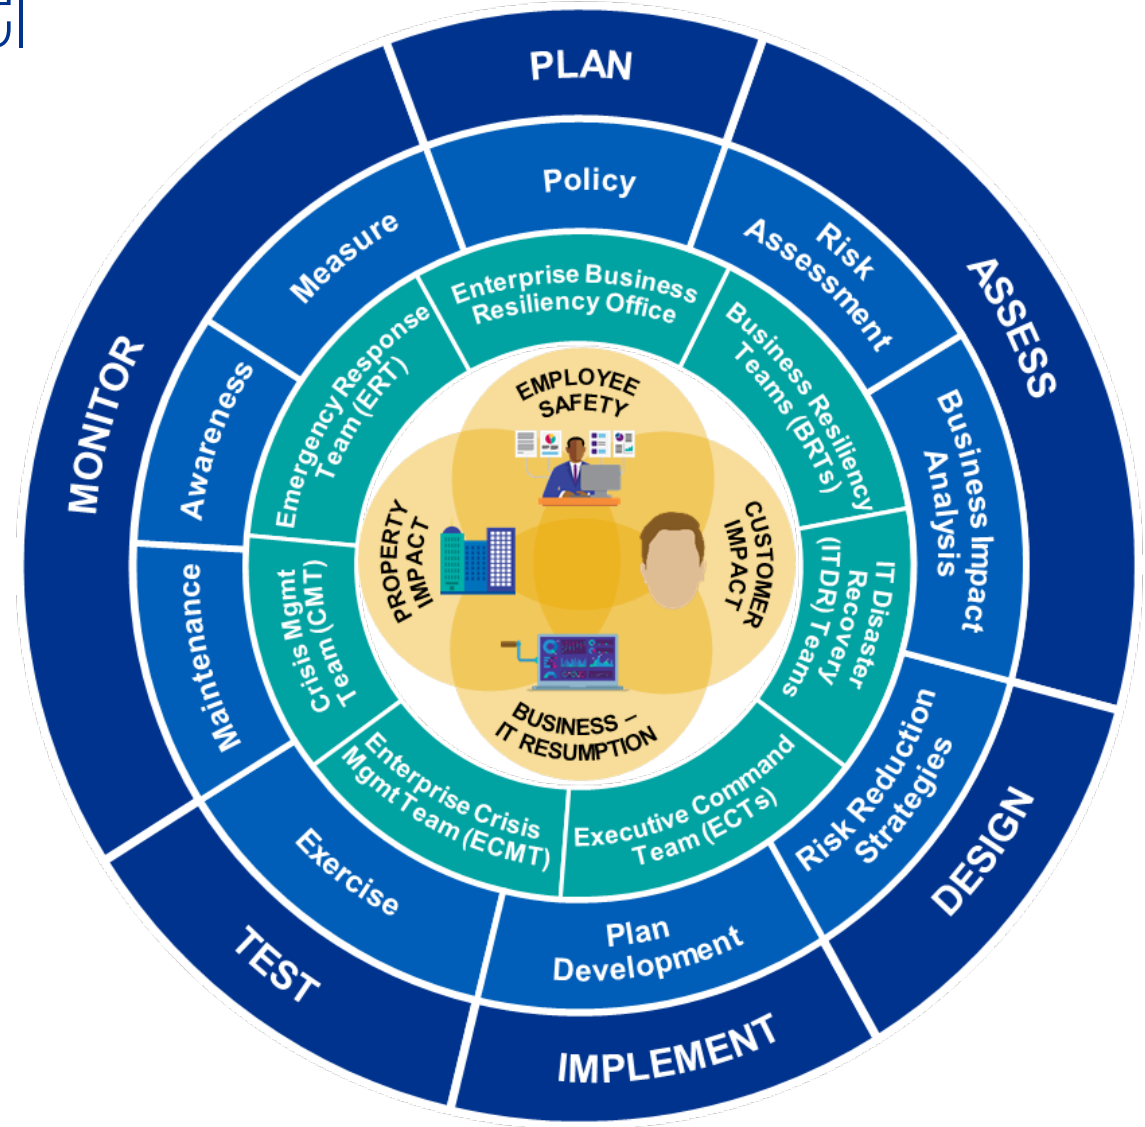 PLAN
ASSESS
DESIGN
IMPLEMENT
TEST
MONITOR
Policy
Risk
Assessment
Business Impact
Analysis
Risk Reduction
Strategies
Plan
Development
Exercise
Maintenance
Awareness
Measure
Enterprise Business
Resiliency Office
Business Resiliency
Teams (BRTs)
IT Disaster
Recovery
(ITDR) Teams
Executive Command
Team (ECTs)
Enterprise Crisis
Mgmt Team (ECMT)
Crisis Mgmt
Team (CMT)
Emergency Response
Team (ERT)
EMPLOYEE
SAFETY
CUSTOMER
IMPACT
BUSINESS –
IT RESUMPTION
PROPERTY
IMPACT